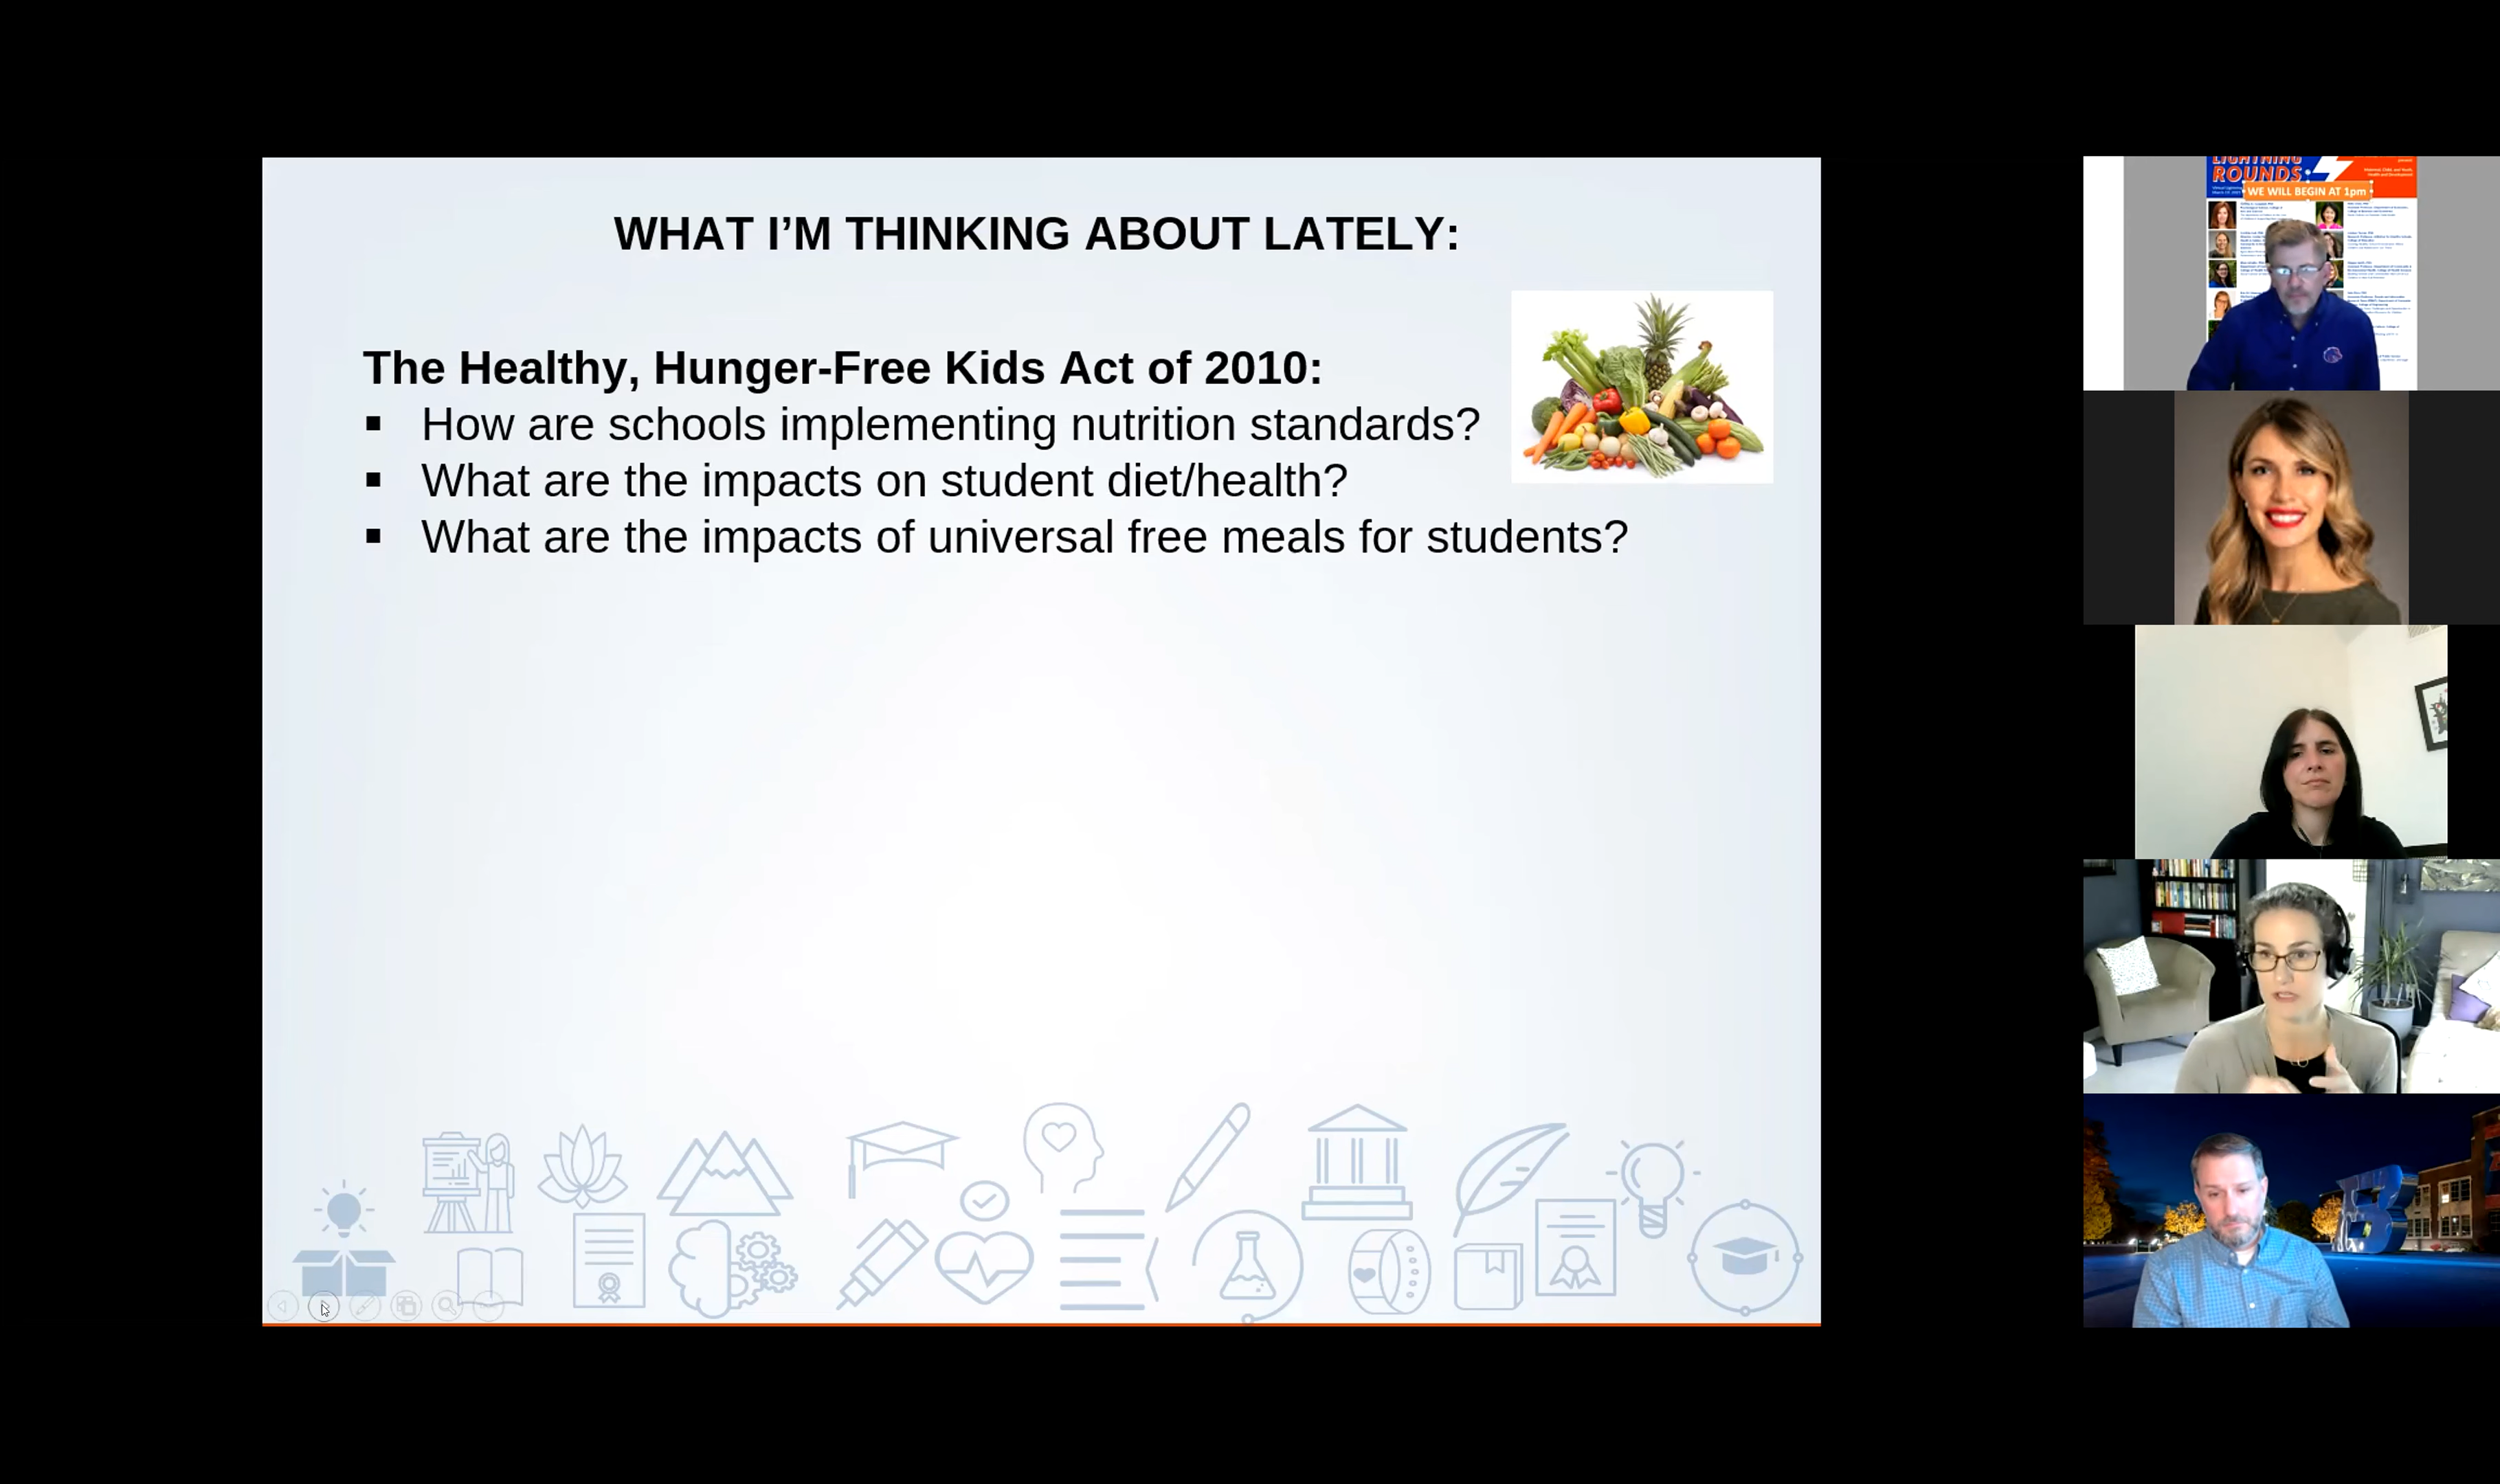 WHAT I’M THINKING ABOUT LATELY:
The Healthy, Hunger-Free Kids Act of 2010:
▪ How are schools implementing nutrition standards?
▪ What are the impacts on student diet/health?
▪ What are the impacts of universal free meals for students?
LIGHTNING
ROUNDS
WE WILL BEGIN AT 1pm